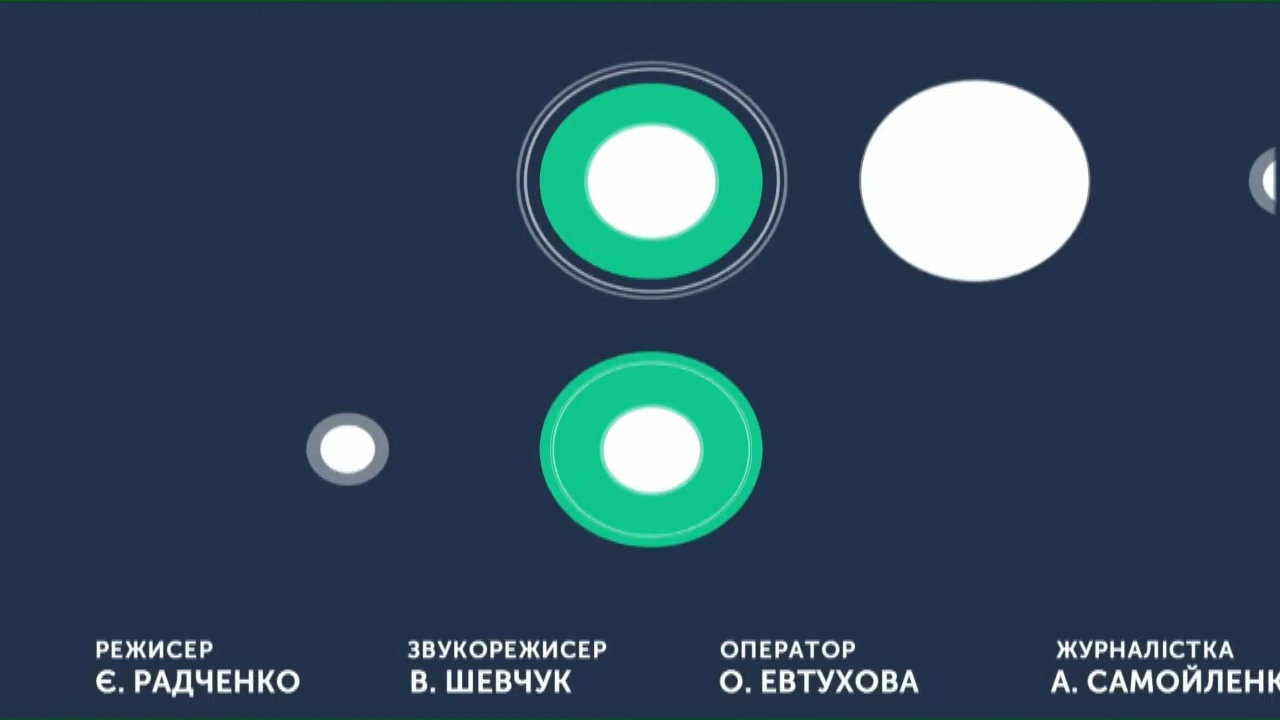 РЕЖИСЕР
Є. РАДЧЕНКО
ЗВУКОРЕЖИСЕР
В. ШЕВЧУК
ОПЕРАТОР
О. ЕВТУХОВА
ЖУРНАЛІСТКА
А.